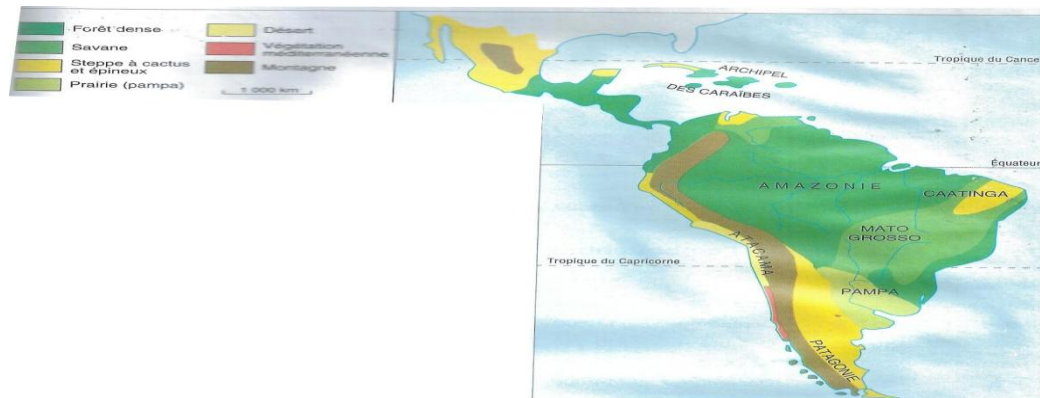 Forêt dense
Savane
Steppe à cactus
et épineux
Prairie (pampa)
Désert
Végétation
méditerranéenne
Montagne
1 000 km
Tropique du Cancer
ARCHIPEL
DES CARAÏBES
Équateur
AMAZONIE
CAATINGA
MATO
GROSSO
ATACAMA
Tropique du Capricorne
PAMPA
PATAGONIE